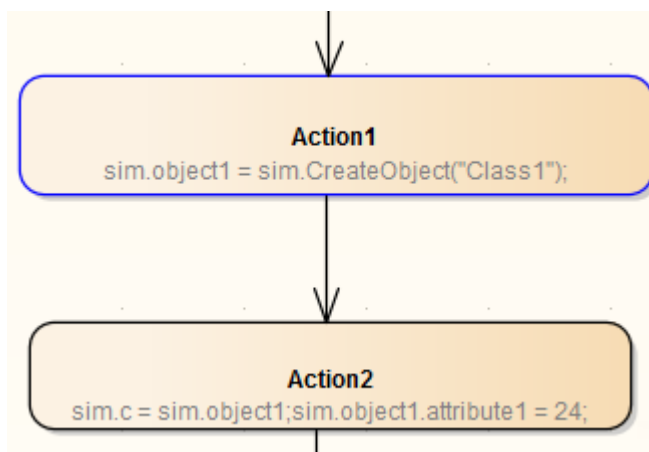 Action1
sim.object1 = sim.CreateObject("Class1");
Action2
sim.c = sim.object1;sim.object1.attribute1 = 24;